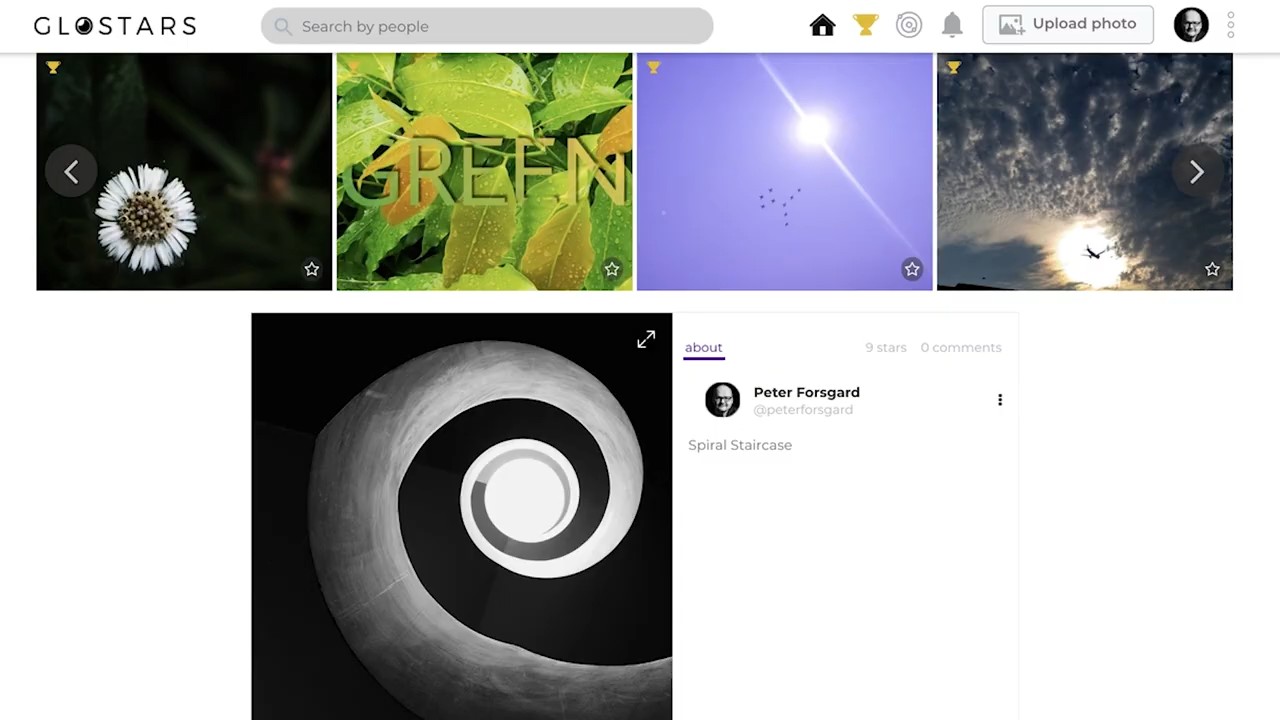 GLOSTARS
Search by people
Upload photo
GREEN
about
9 stars
0 comments
Peter Forsgard
@peterforsgard
Spiral Staircase